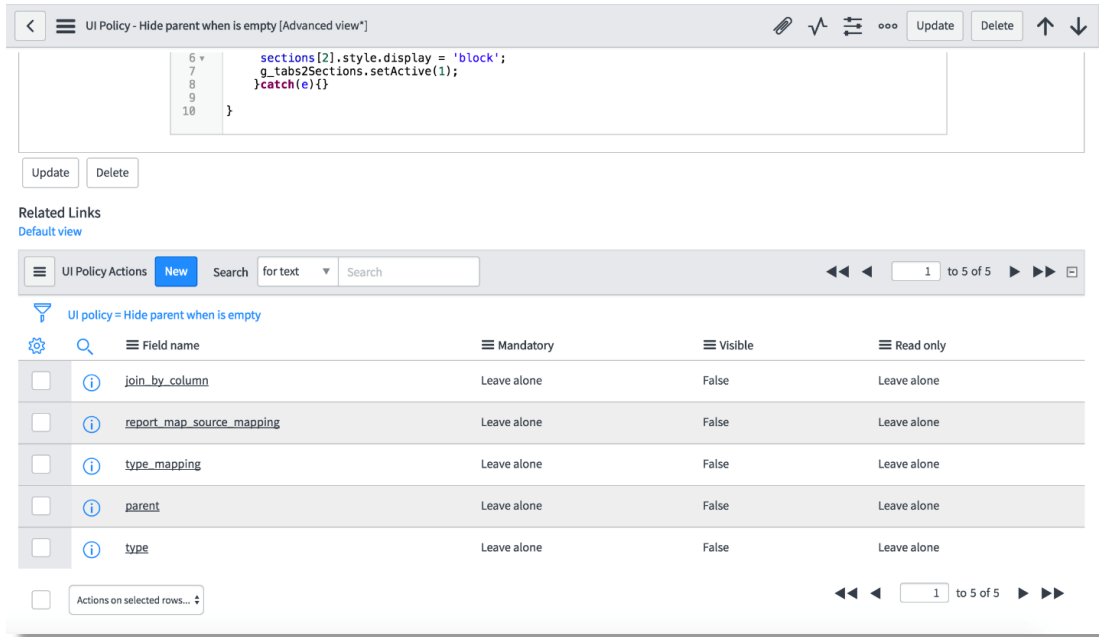 UI Policy - Hide parent when is empty [Advanced view*] Update Delete
6 sections[2].style.display = 'block';
7 g_tabs2Sections.setActive(1);
8 }catch(e){}
9
10 }
Update Delete
Related Links
Default view
UI Policy Actions New Search for text Search 1 to 5 of 5
UI policy = Hide parent when is empty
Field name Mandatory Visible Read only
join_by_column Leave alone False Leave alone
report_map_source_mapping Leave alone False Leave alone
type_mapping Leave alone False Leave alone
parent Leave alone False Leave alone
type Leave alone False Leave alone
Actions on selected rows... 1 to 5 of 5